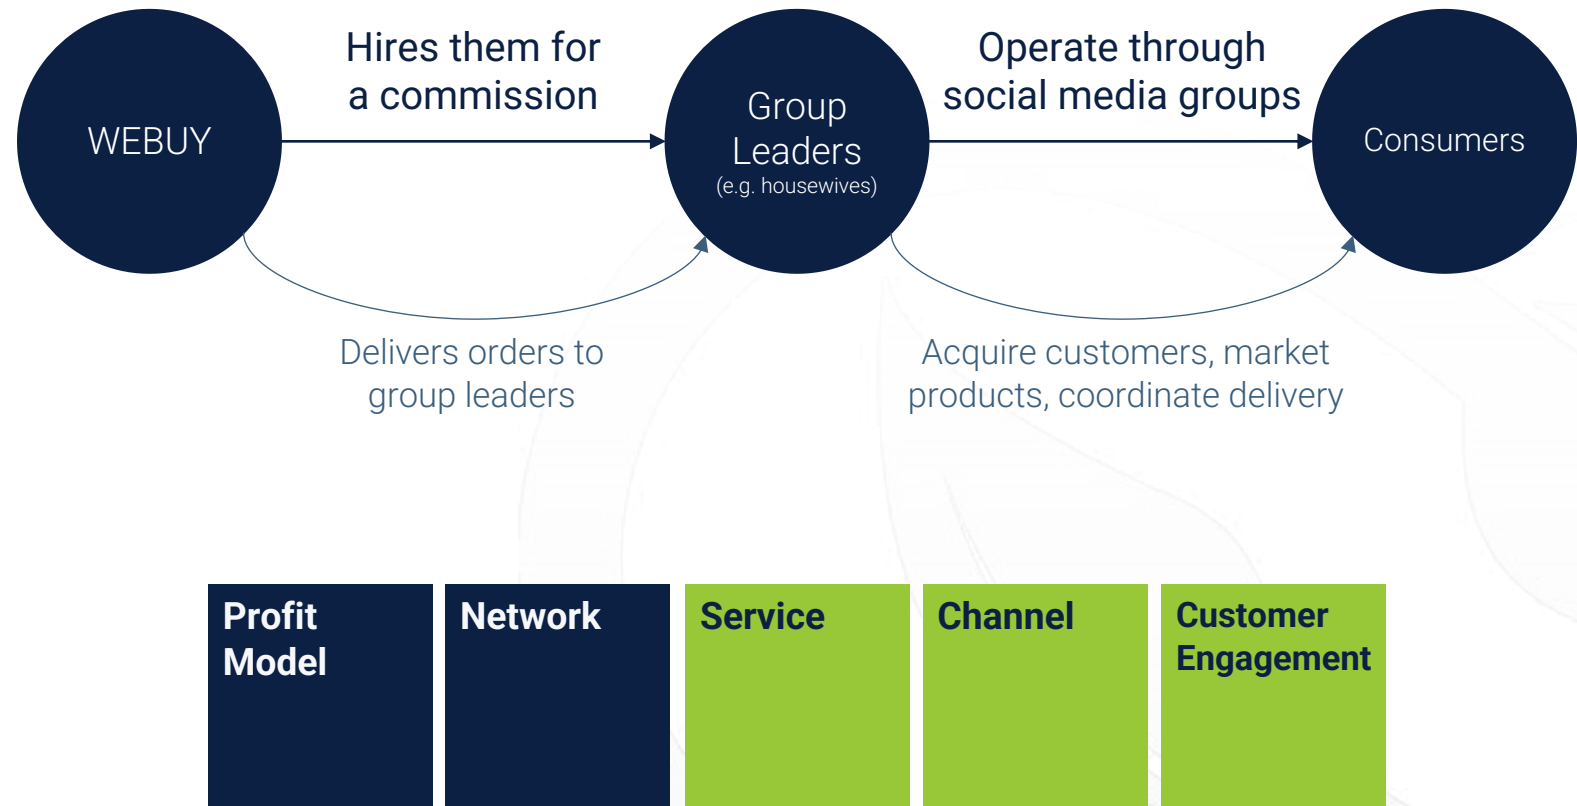 WEBUY
Hires them for
a commission
Group
Leaders
(e.g. housewives)
Operate through
social media groups
Consumers
Delivers orders to
group leaders
Acquire customers, market
products, coordinate delivery
Profit
Model
Network
Service
Channel
Customer
Engagement